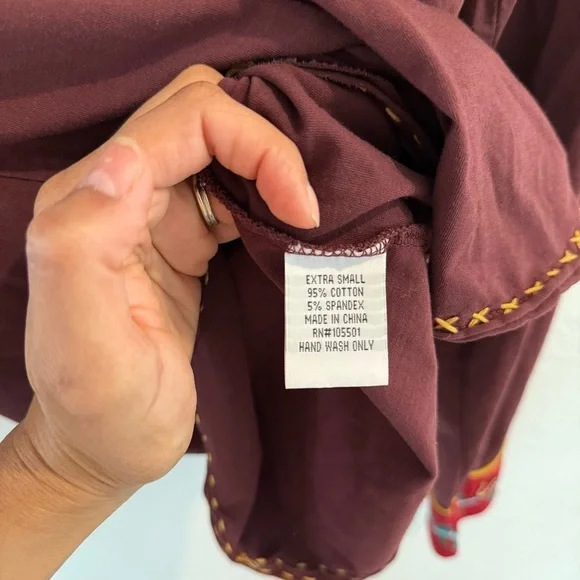 EXTRA SMALL
95% COTTON
5% SPANDEX
MADE IN CHINA
RN#105501
HAND WASH ONLY